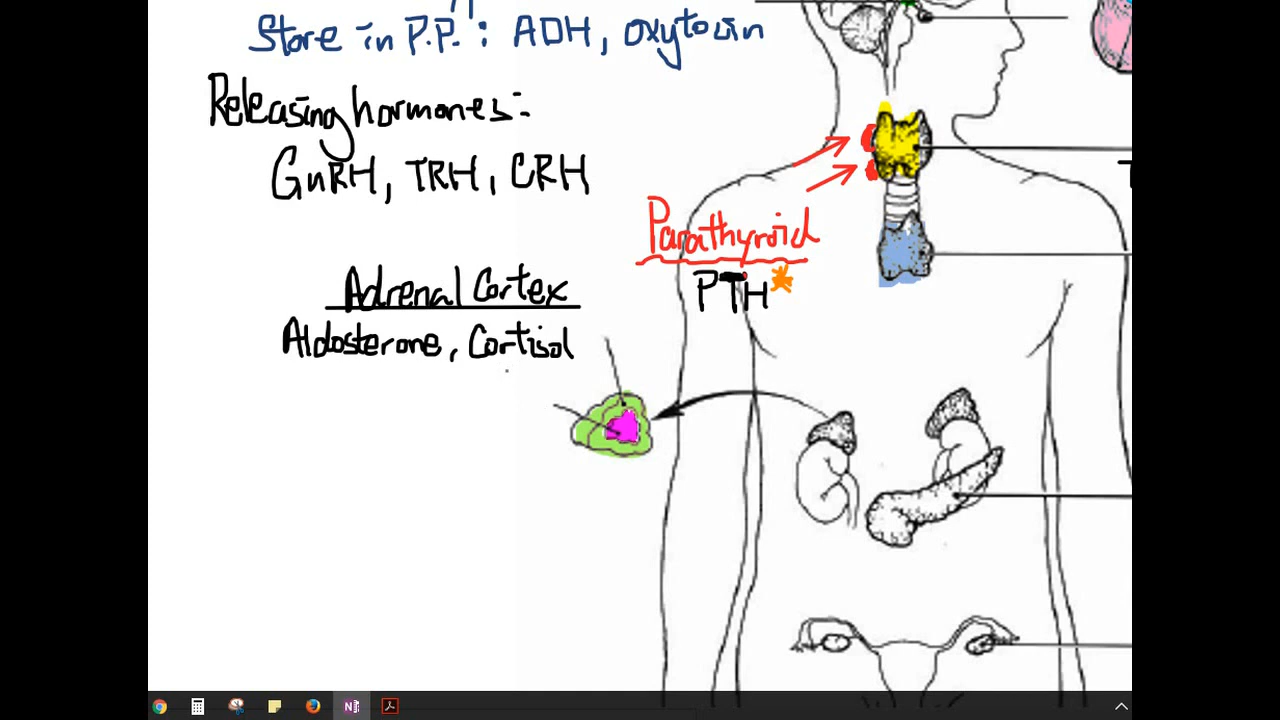 Store in P.P.: ADH, oxytocin
Releasing hormones:
GnRH, TRH, CRH
Parathyroid
PTH*
Adrenal Cortex
Aldosterone, Cortisol